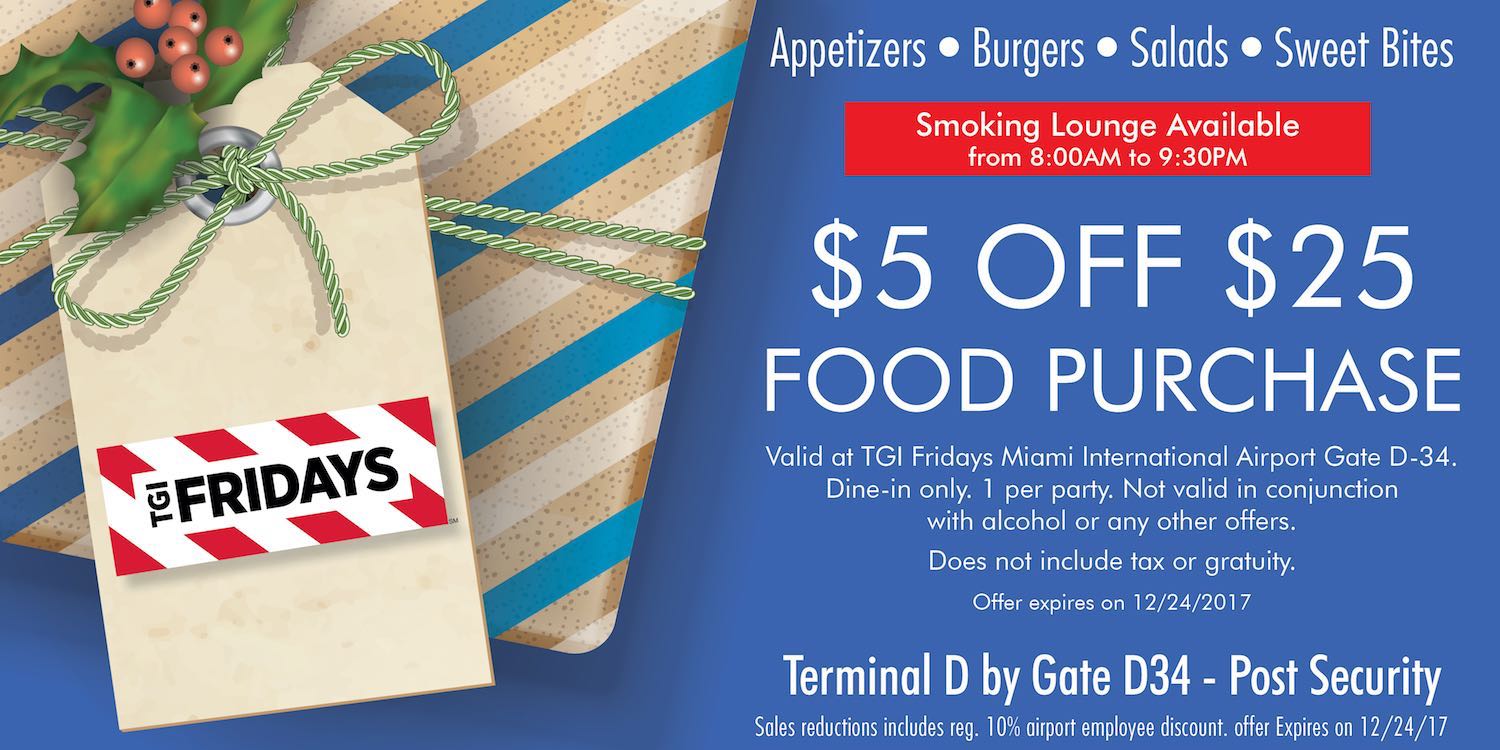 Appetizers • Burgers • Salads • Sweet Bites
Smoking Lounge Available
from 8:00AM to 9:30PM
$5 OFF $25
FOOD PURCHASE
Valid at TGI Fridays Miami International Airport Gate D-34.
Dine-in only. 1 per party. Not valid in conjunction
with alcohol or any other offers.
Does not include tax or gratuity.
Offer expires on 12/24/2017
Terminal D by Gate D34 - Post Security
Sales reductions includes reg. 10% airport employee discount. offer Expires on 12/24/17
TGI FRIDAYS SM